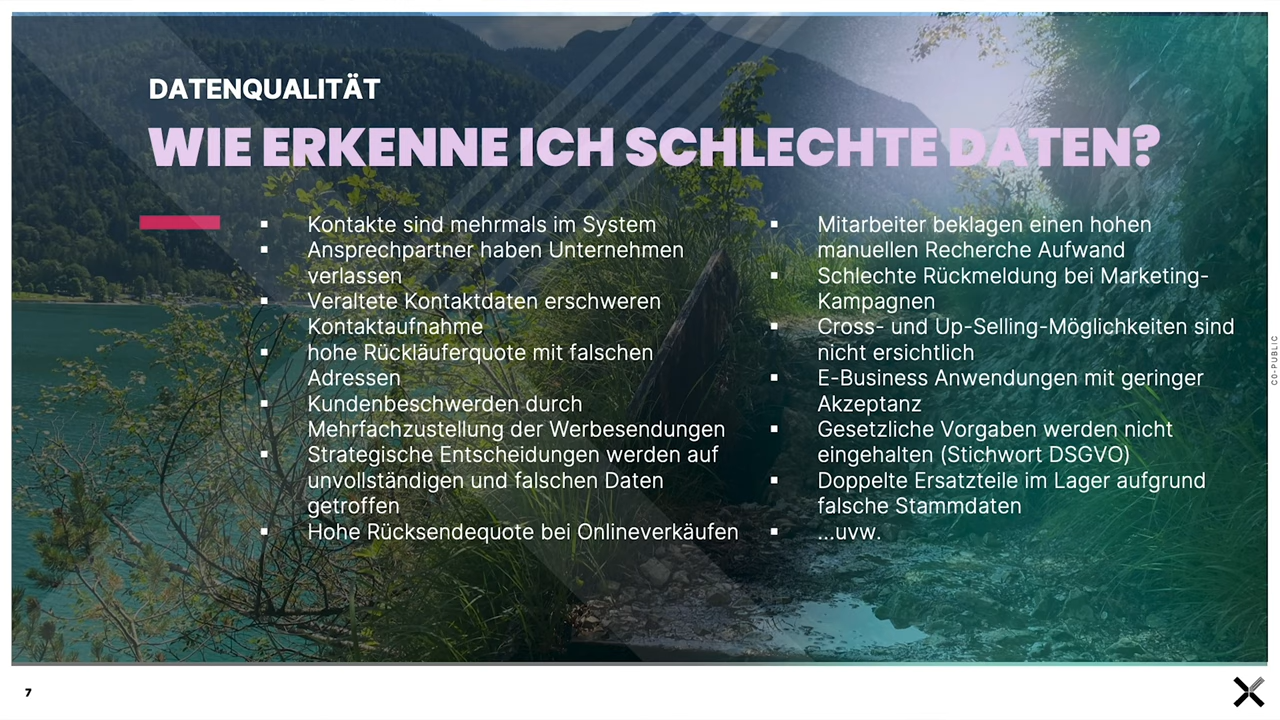 DATENQUALITÄT
WIE ERKENNE ICH SCHLECHTE DATEN?
▪ Kontakte sind mehrmals im System
▪ Ansprechpartner haben Unternehmen
verlassen
▪ Veraltete Kontaktdaten erschweren
Kontaktaufnahme
▪ hohe Rückläuferquote mit falschen
Adressen
▪ Kundenbeschwerden durch
Mehrfachzustellung der Werbesendungen
▪ Strategische Entscheidungen werden auf
unvollständigen und falschen Daten
getroffen
▪ Hohe Rücksendequote bei Onlineverkäufen
▪ Mitarbeiter beklagen einen hohen
manuellen Recherche Aufwand
▪ Schlechte Rückmeldung bei Marketing-
Kampagnen
▪ Cross- und Up-Selling-Möglichkeiten sind
nicht ersichtlich
▪ E-Business Anwendungen mit geringer
Akzeptanz
▪ Gesetzliche Vorgaben werden nicht
eingehalten (Stichwort DSGVO)
▪ Doppelte Ersatzteile im Lager aufgrund
falsche Stammdaten
▪ ...uvw.
C0-PUBLIC
7